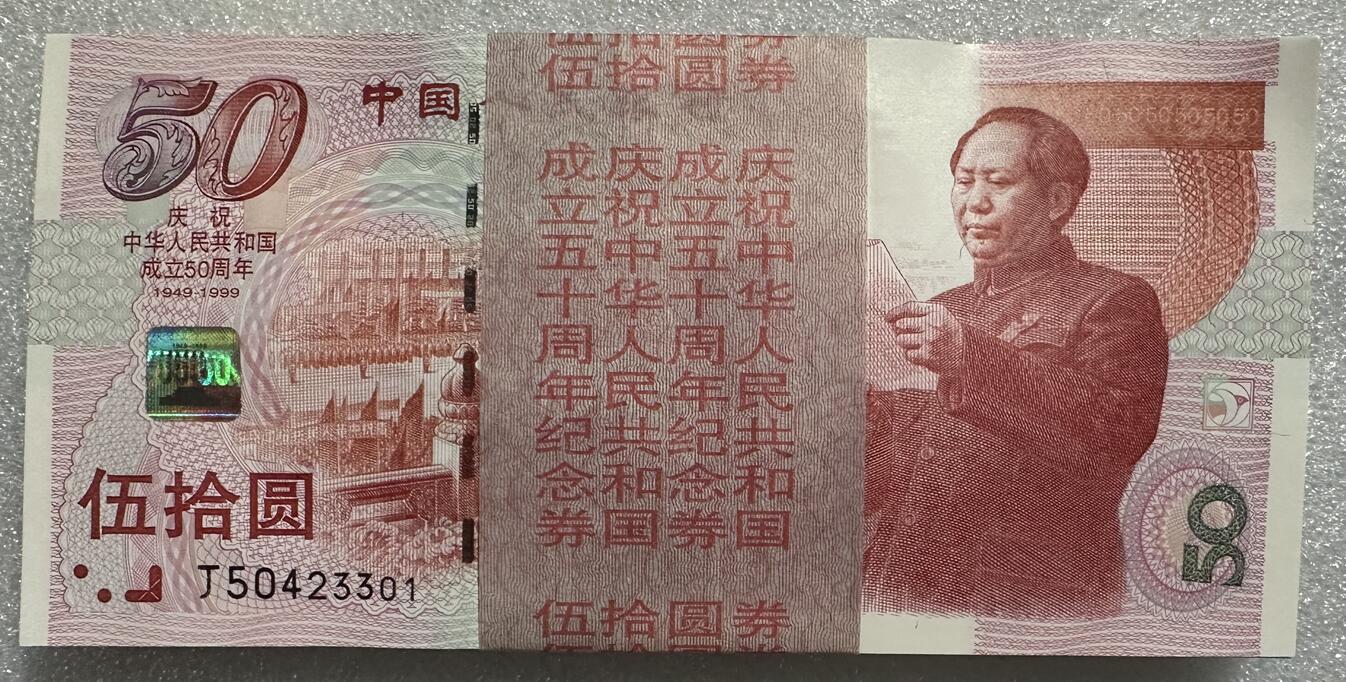 50
中国
庆祝
中华人民共和国
成立50周年
1949-1999
伍拾圆
J50423301
伍拾圆券
庆祝中华人民共和国
成立五十周年纪念券
庆祝中华人民共和国
成立五十周年纪念券
伍拾圆券
50505050
50